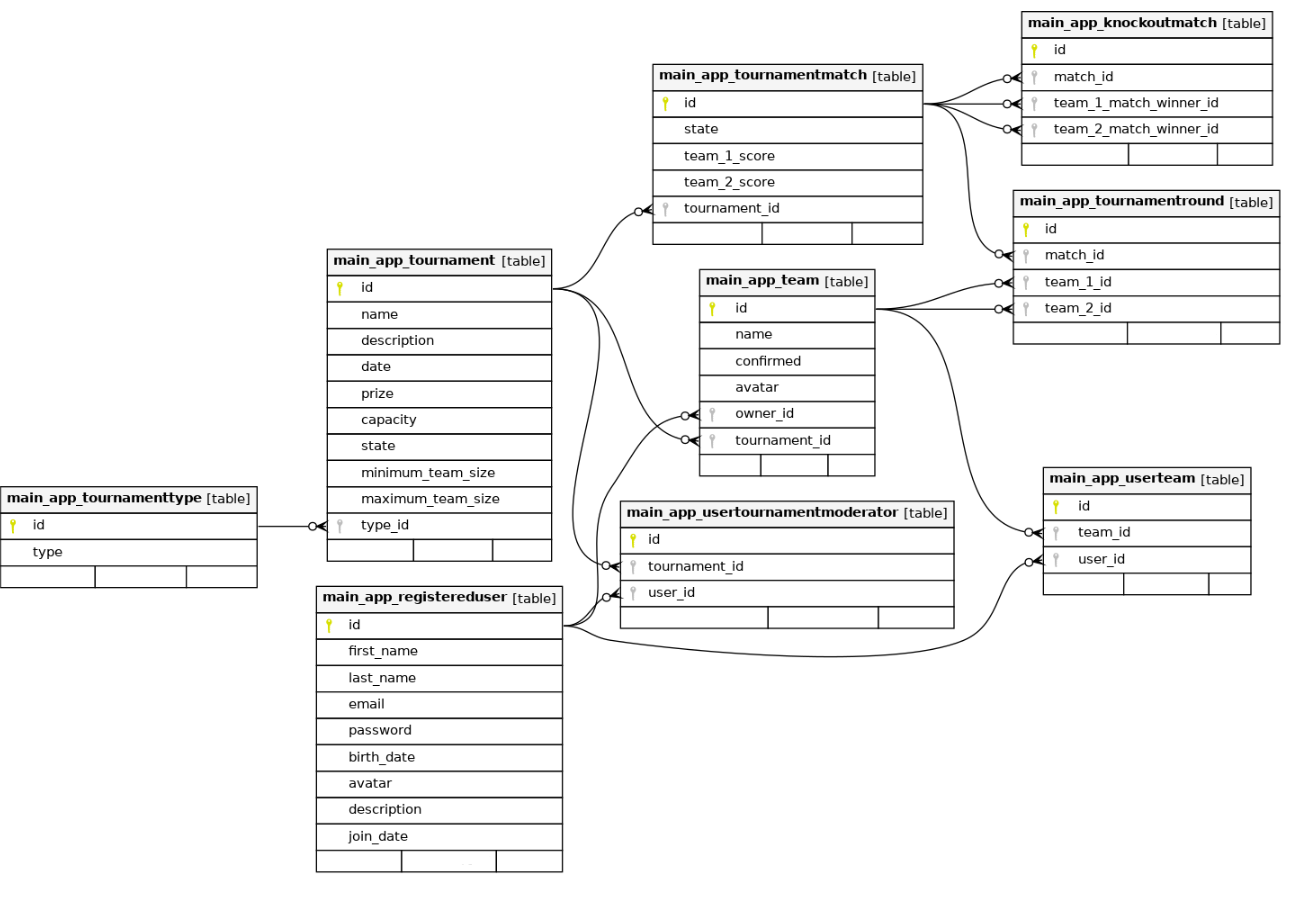 main_app_knockoutmatch [table]
id
match_id
team_1_match_winner_id
team_2_match_winner_id
main_app_tournamentmatch [table]
id
state
team_1_score
team_2_score
tournament_id
main_app_tournamentround [table]
id
match_id
team_1_id
team_2_id
main_app_tournament [table]
id
name
description
date
prize
capacity
state
minimum_team_size
maximum_team_size
type_id
main_app_team [table]
id
name
confirmed
avatar
owner_id
tournament_id
main_app_tournamenttype [table]
id
type
main_app_usertournamentmoderator [table]
id
tournament_id
user_id
main_app_userteam [table]
id
team_id
user_id
main_app_registereduser [table]
id
first_name
last_name
email
password
birth_date
avatar
description
join_date